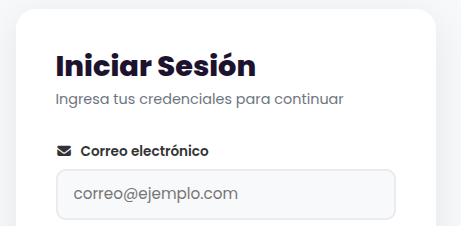 Iniciar Sesión
Ingresa tus credenciales para continuar
Correo electrónico
correo@ejemplo.com